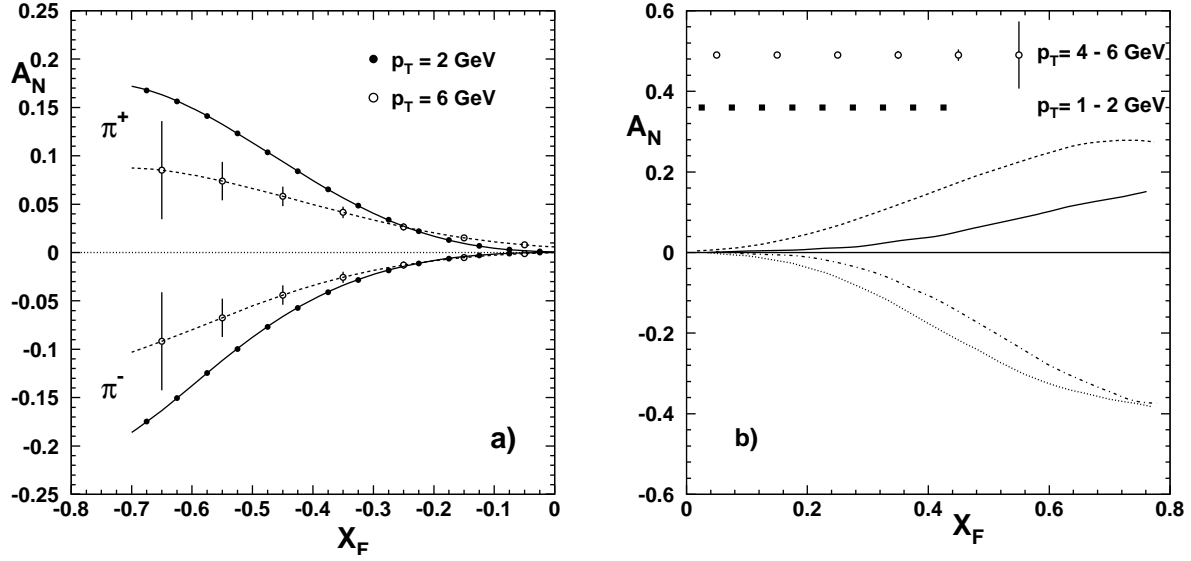 0.25
0.2
0.15
0.1
0.05
0
-0.05
-0.1
-0.15
-0.2
-0.25
A_N
p_T = 2 GeV
p_T = 6 GeV
π⁺
π⁻
a)
-0.8 -0.7 -0.6 -0.5 -0.4 -0.3 -0.2 -0.1 0
X_F
0.6
0.4
0.2
0
-0.2
-0.4
-0.6
A_N
p_T = 4 - 6 GeV
p_T = 1 - 2 GeV
b)
0 0.2 0.4 0.6 0.8
X_F